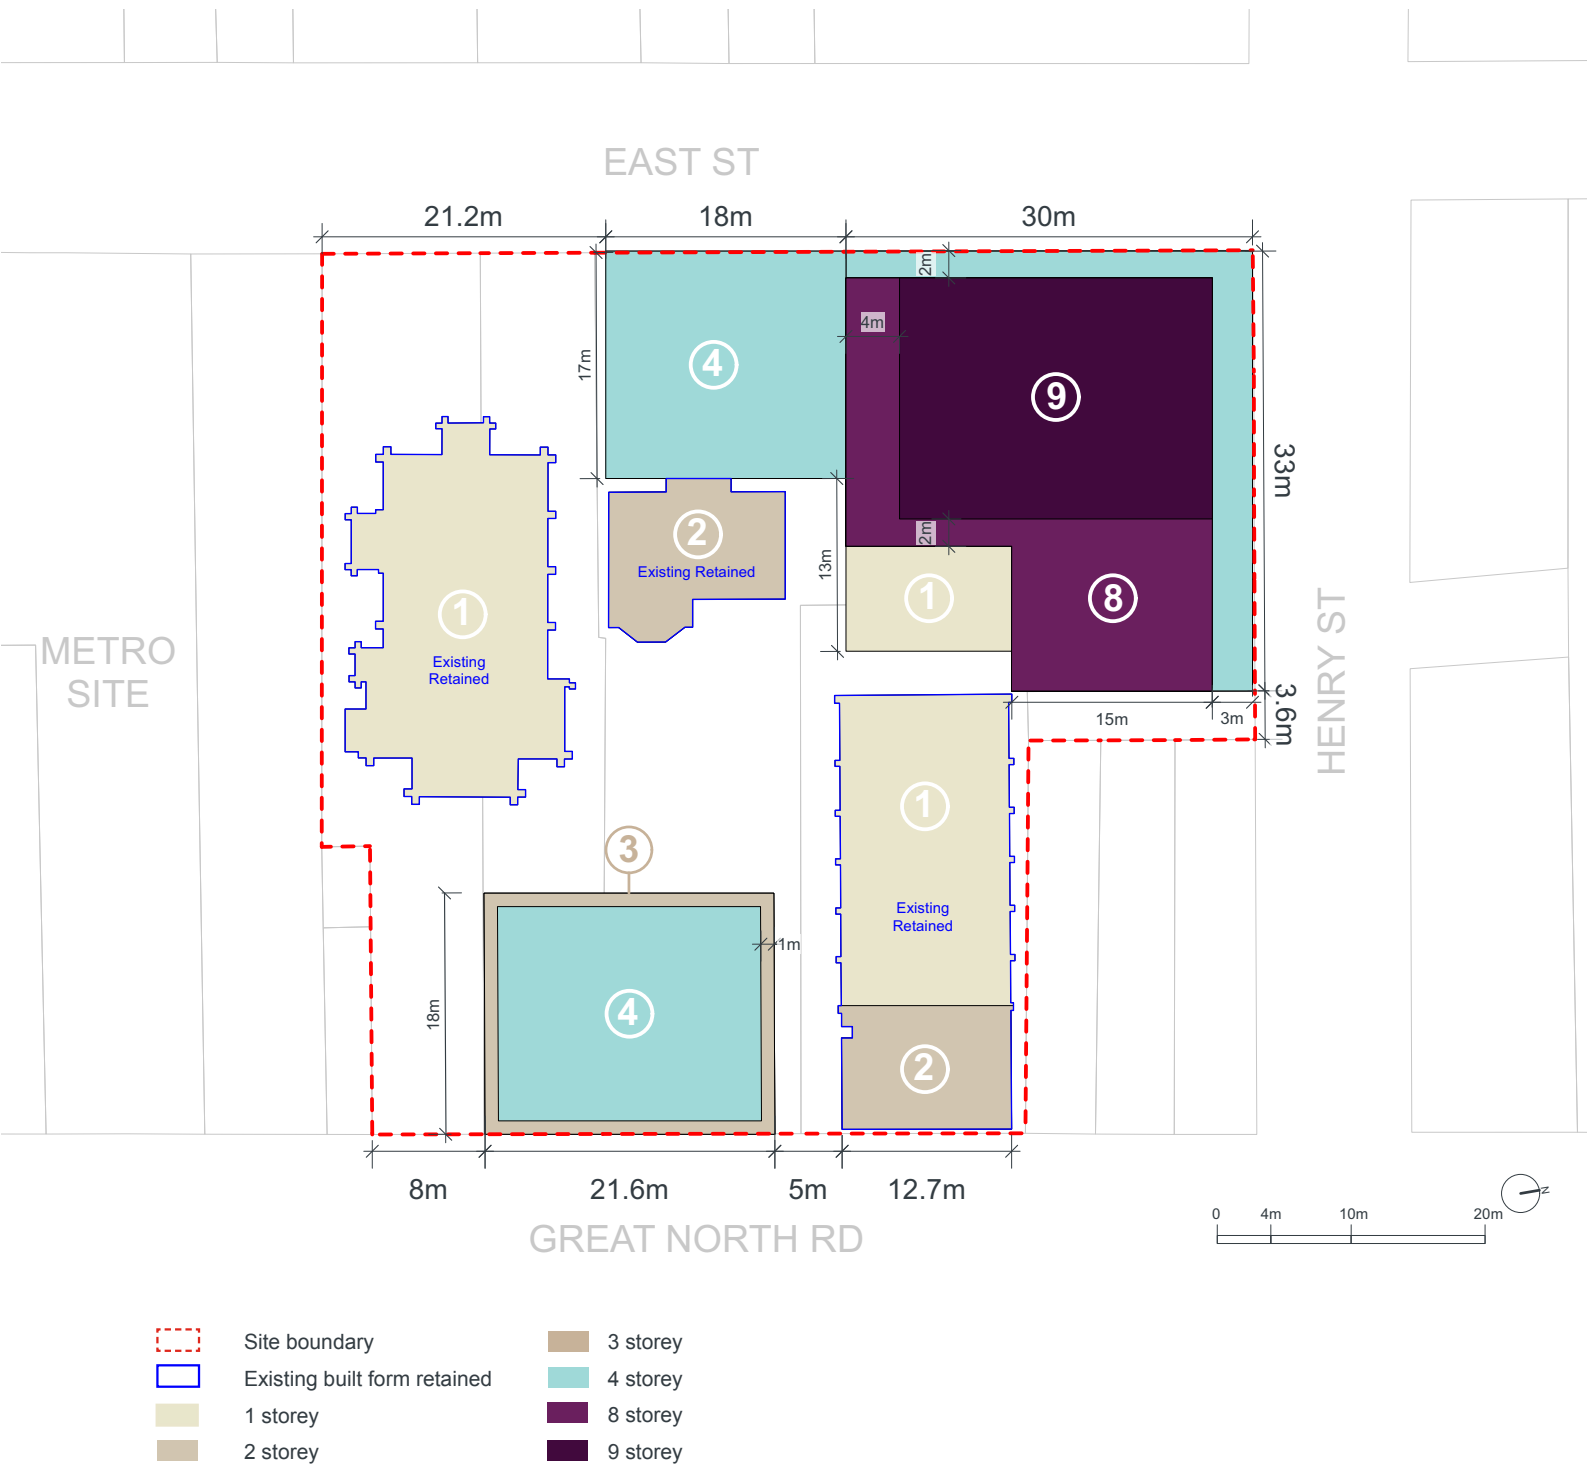 EAST ST
21.2m
18m
30m
2m
4m
17m
4
9
33m
2
Existing Retained
2m
13m
1
8
1
Existing
Retained
METRO
SITE
HENRY ST
3.6m
15m
3m
1
3
Existing
Retained
1m
18m
4
2
8m
21.6m
5m
12.7m
GREAT NORTH RD
N
0
4m
10m
20m
Site boundary
Existing built form retained
1 storey
2 storey
3 storey
4 storey
8 storey
9 storey